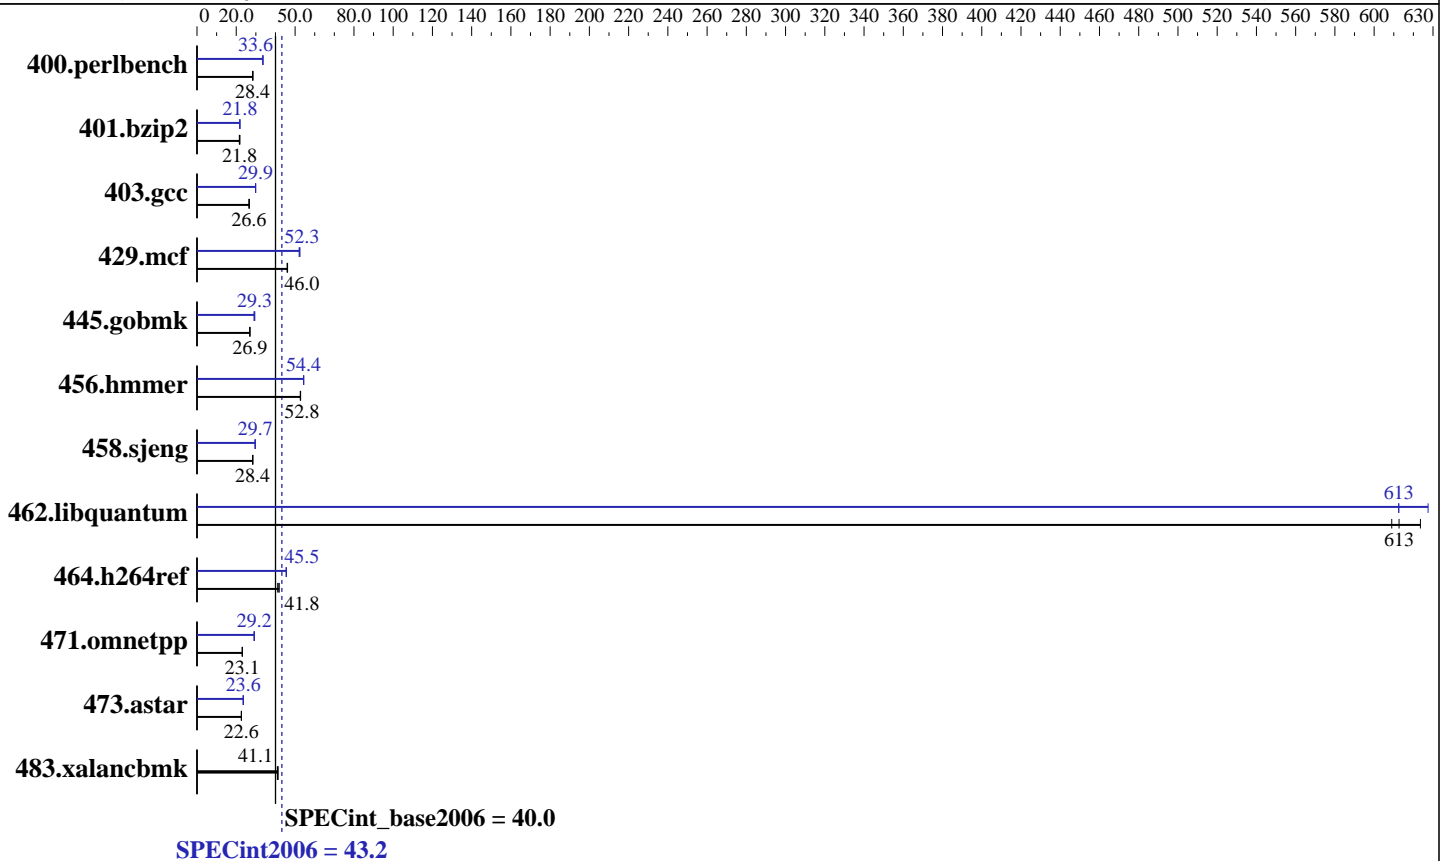 0 20.0 50.0 80.0 100 120 140 160 180 200 220 240 260 280 300 320 340 360 380 400 420 440 460 480 500 520 540 560 580 600 630
33.6
400.perlbench
28.4
21.8
401.bzip2
21.8
29.9
403.gcc
26.6
52.3
429.mcf
46.0
29.3
445.gobmk
26.9
54.4
456.hmmer
52.8
29.7
458.sjeng
28.4
613
462.libquantum
613
45.5
464.h264ref
41.8
29.2
471.omnetpp
23.1
23.6
473.astar
22.6
41.1
483.xalancbmk
SPECint_base2006 = 40.0
SPECint2006 = 43.2